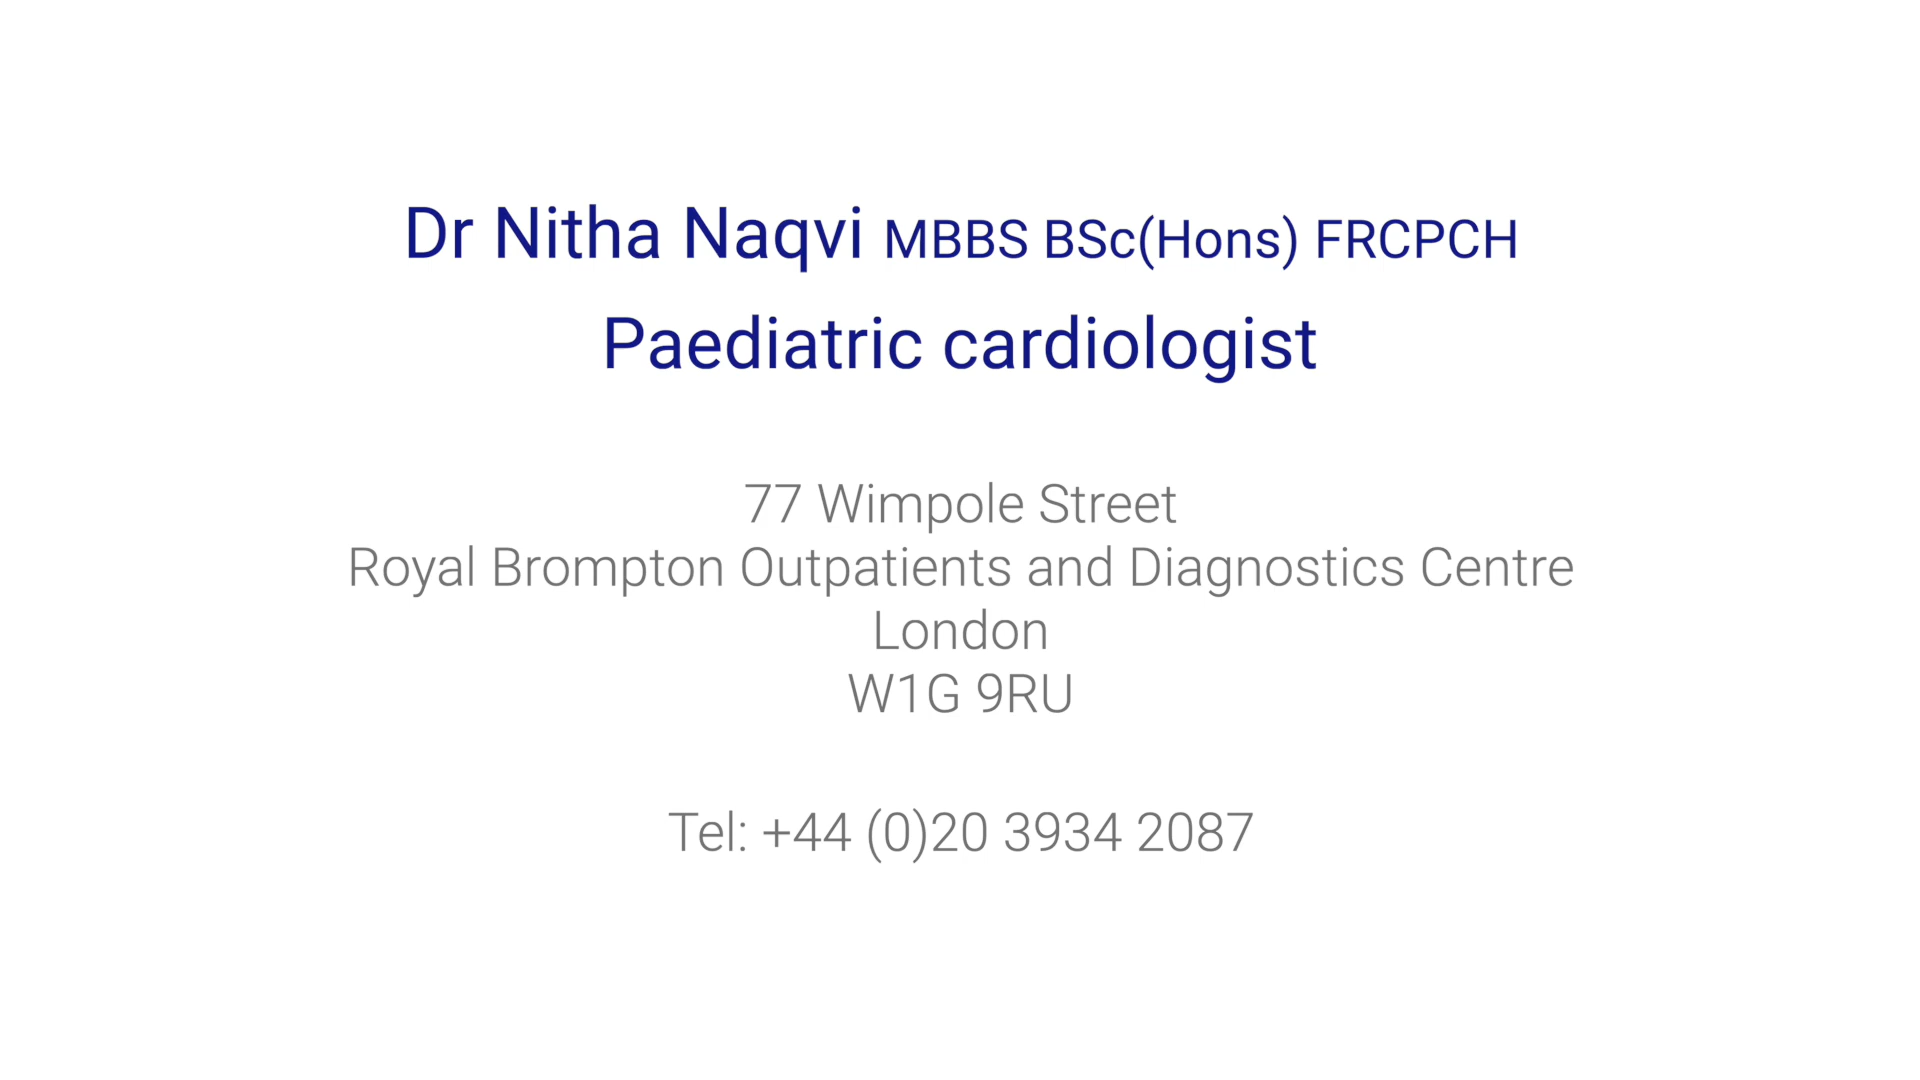 Dr Nitha Naqvi MBBS BSc(Hons) FRCPCH
Paediatric cardiologist
77 Wimpole Street
Royal Brompton Outpatients and Diagnostics Centre
London
W1G 9RU
Tel: +44 (0)20 3934 2087